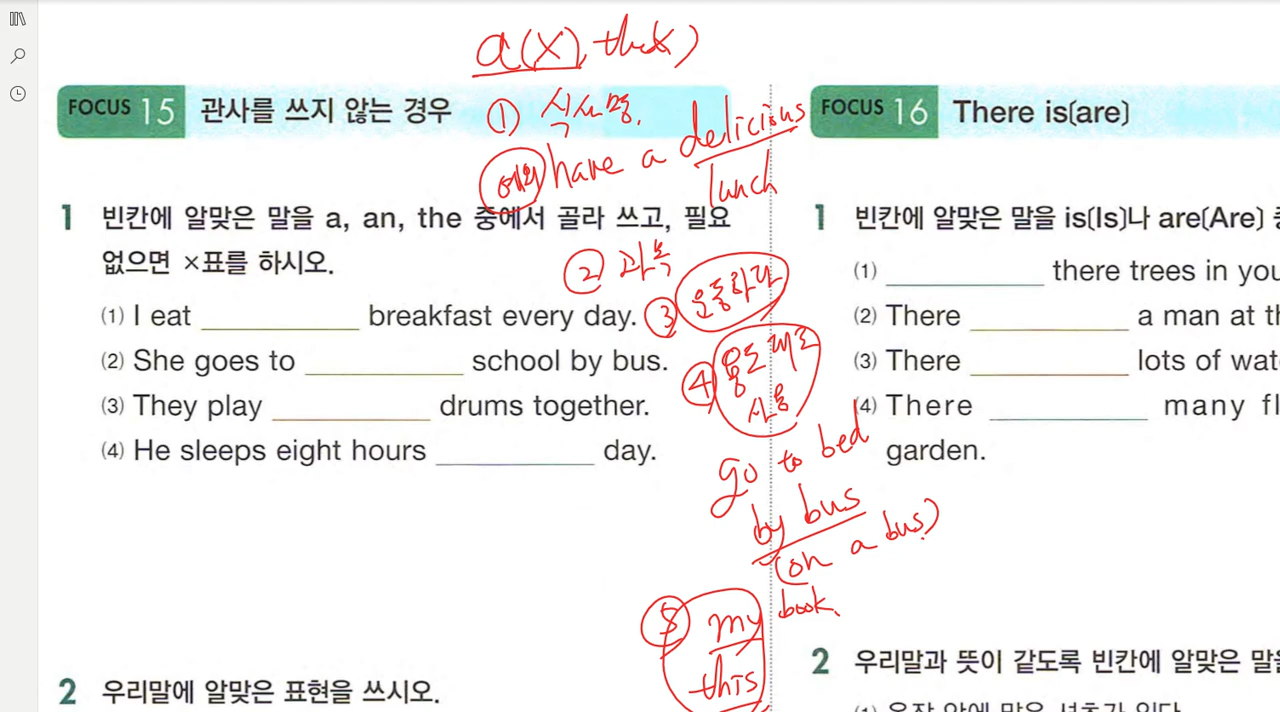 a(X), the X)
FOCUS 15 관사를 쓰지 않는 경우
① 식사명.
예외 have a delicious
lunch
1 빈칸에 알맞은 말을 a, an, the 중에서 골라 쓰고, 필요
없으면 ×표를 하시오.
② 과목
③ 운동하다
(1) I eat __________ breakfast every day.
④ 용도대로
사용
(2) She goes to __________ school by bus.
(3) They play __________ drums together.
(4) He sleeps eight hours __________ day.
go to bed
by bus
(on a bus)
⑤ my book.
this
2 우리말에 알맞은 표현을 쓰시오.
FOCUS 16 There is(are)
1 빈칸에 알맞은 말을 is(Is)나 are(Are)
(1) __________ there trees in you
(2) There __________ a man at th
(3) There __________ lots of wat
(4) There __________ many fl
garden.
2 우리말과 뜻이 같도록 빈칸에 알맞은 말을